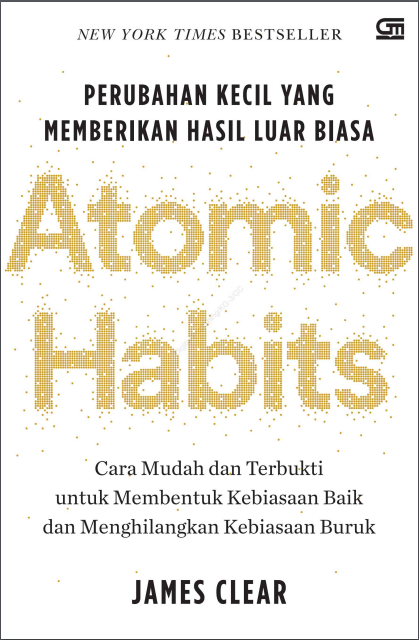 NEW YORK TIMES BESTSELLER
GM
PERUBAHAN KECIL YANG
MEMBERIKAN HASIL LUAR BIASA
Atomic
Habits
Cara Mudah dan Terbukti
untuk Membentuk Kebiasaan Baik
dan Menghilangkan Kebiasaan Buruk
JAMES CLEAR